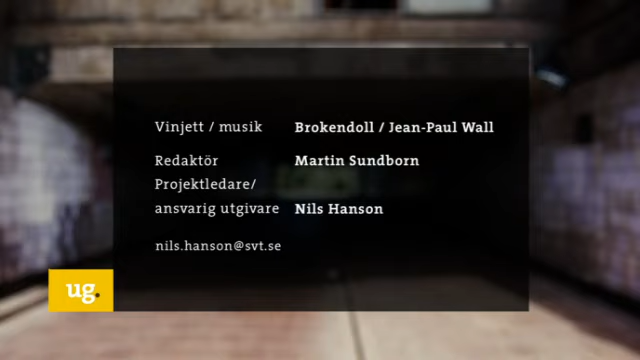 Vinjett / musik Brokendoll / Jean-Paul Wall
Redaktör Martin Sundborn
Projektledare/
ansvarig utgivare Nils Hanson
nils.hanson@svt.se
ug.